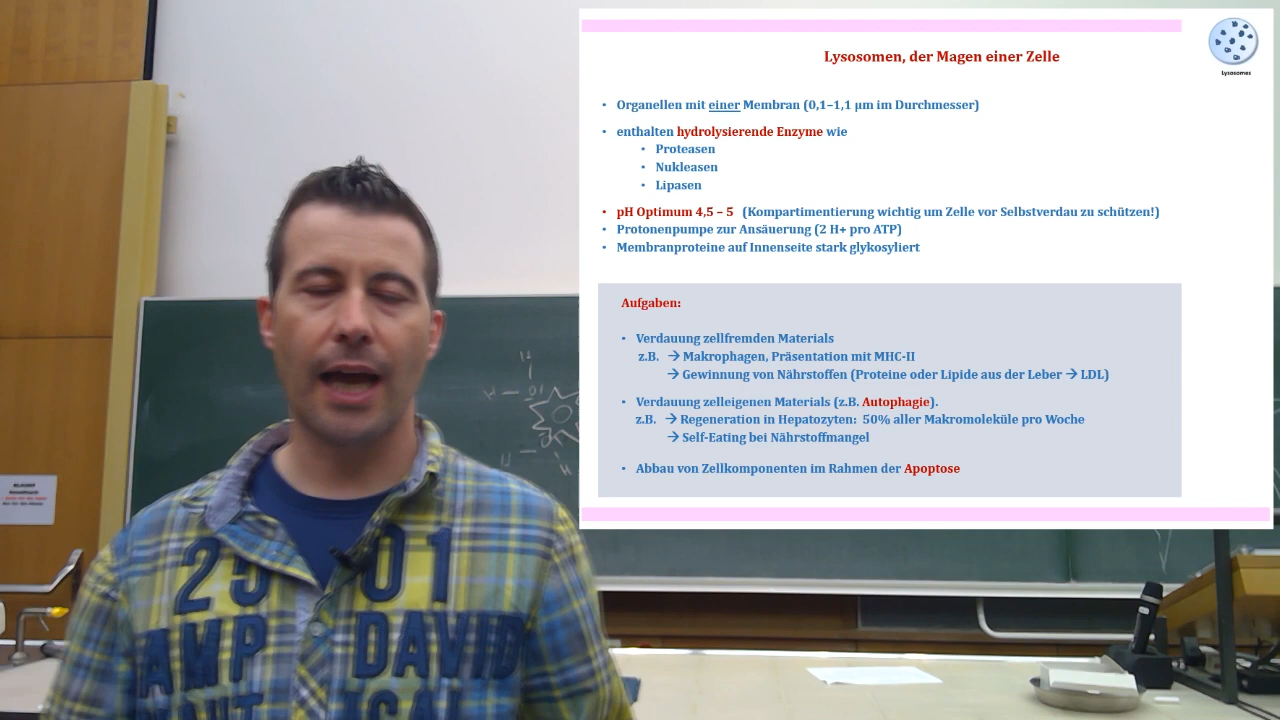 Lysosomen, der Magen einer Zelle
Lysosomes
• Organellen mit einer Membran (0,1–1,1 µm im Durchmesser)
• enthalten hydrolysierende Enzyme wie
• Proteasen
• Nukleasen
• Lipasen
• pH Optimum 4,5 – 5 (Kompartimentierung wichtig um Zelle vor Selbstverdau zu schützen!)
• Protonenpumpe zur Ansäuerung (2 H+ pro ATP)
• Membranproteine auf Innenseite stark glykosyliert
Aufgaben:
• Verdauung zellfremden Materials
z.B. → Makrophagen, Präsentation mit MHC-II
→ Gewinnung von Nährstoffen (Proteine oder Lipide aus der Leber → LDL)
• Verdauung zelleigenen Materials (z.B. Autophagie).
z.B. → Regeneration in Hepatozyten: 50% aller Makromoleküle pro Woche
→ Self-Eating bei Nährstoffmangel
• Abbau von Zellkomponenten im Rahmen der Apoptose
01
AMP DAVID